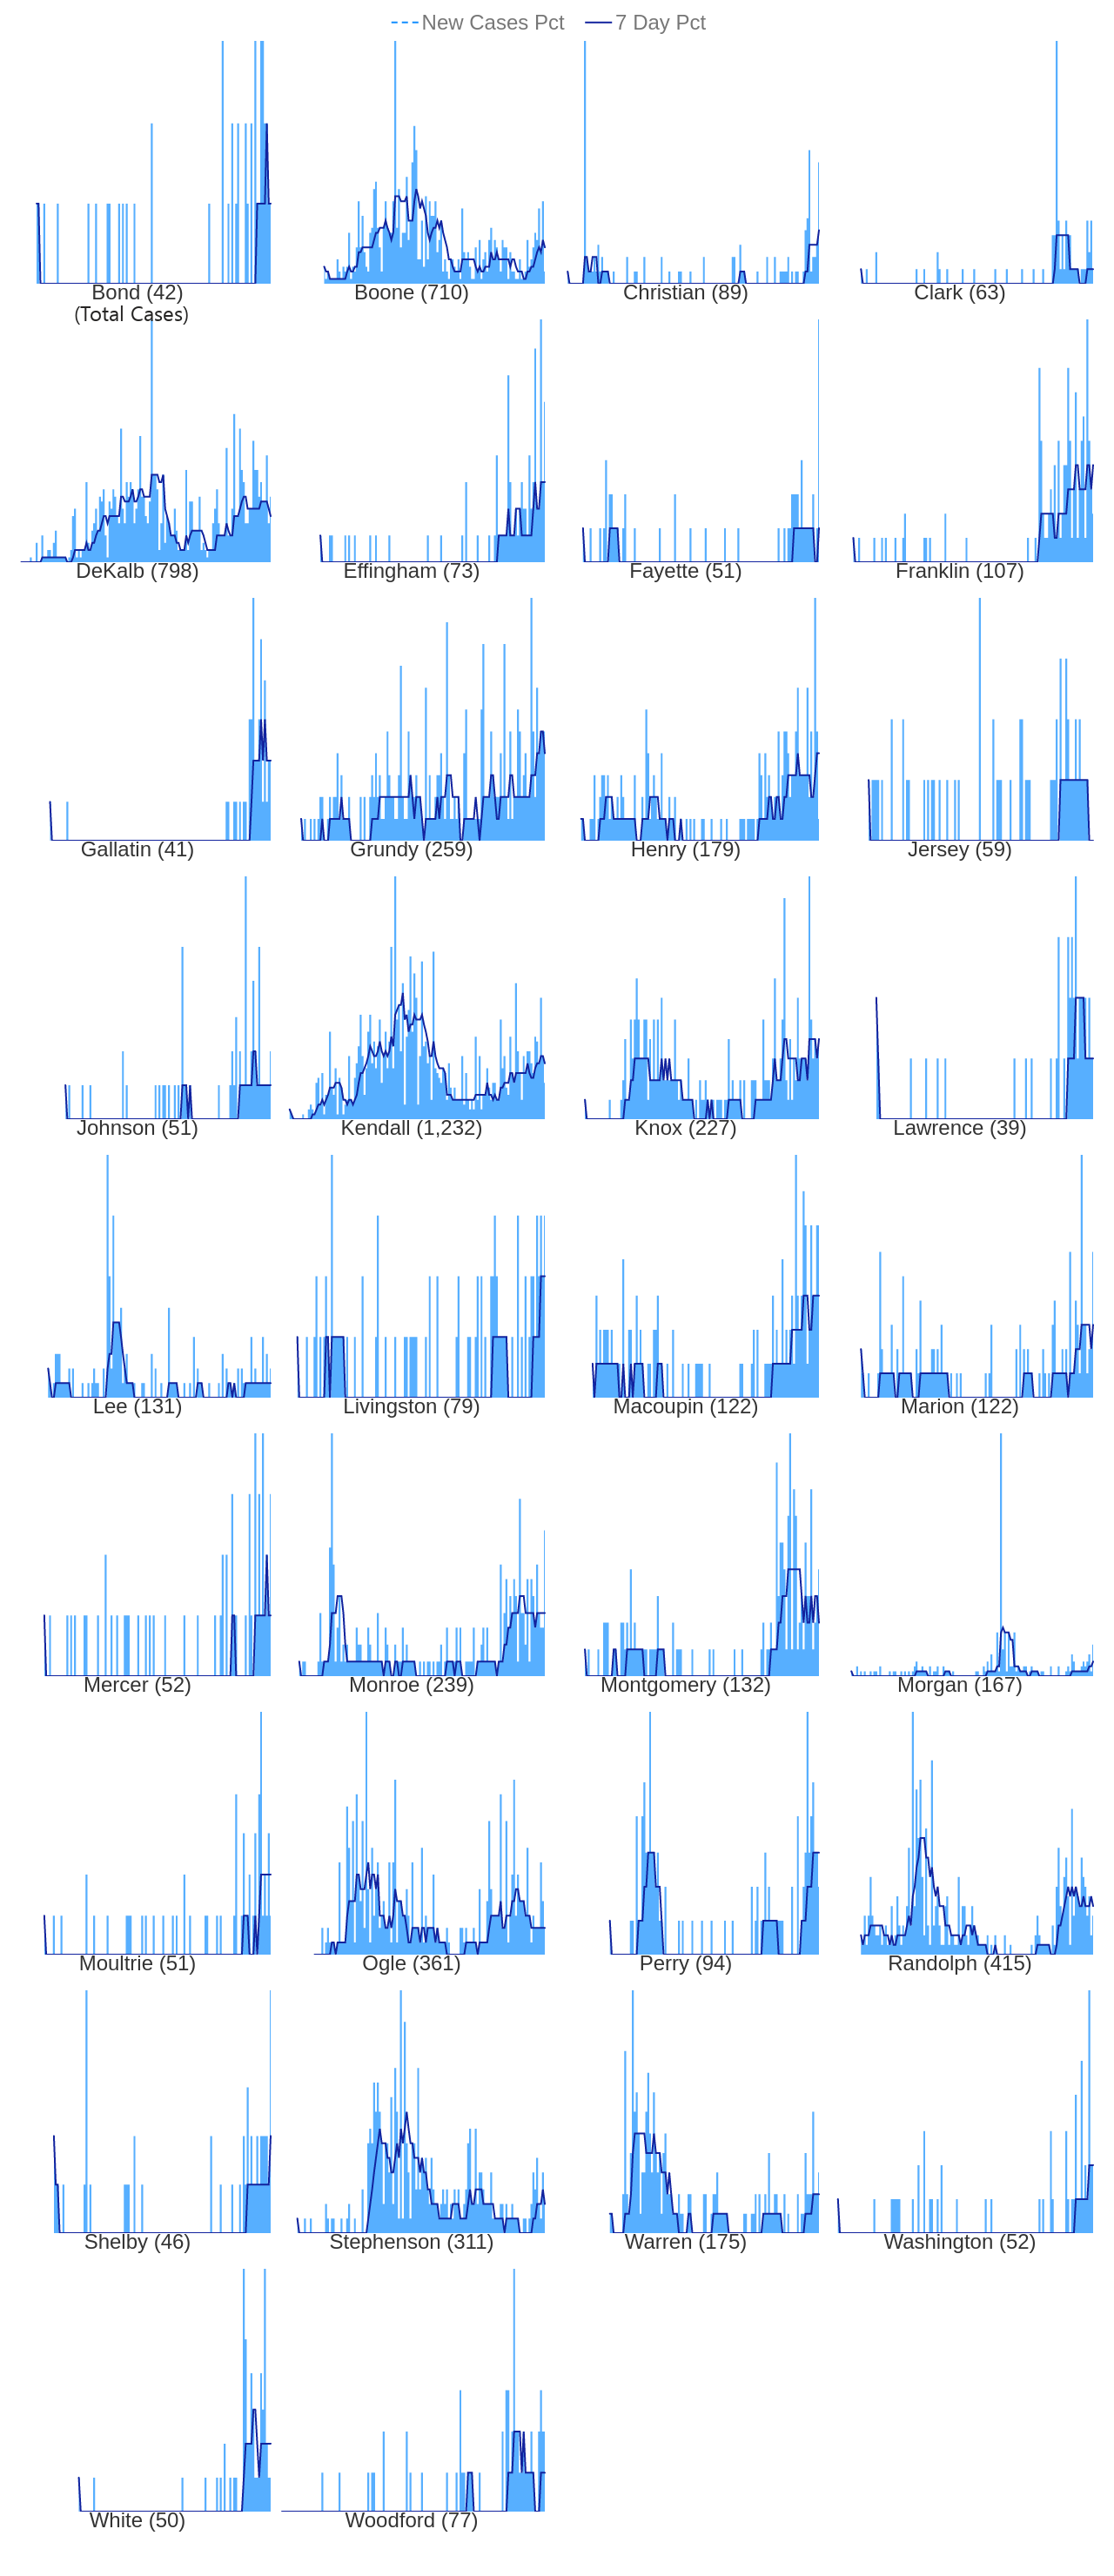 New Cases Pct 7 Day Pct
Bond (42) Boone (710) Christian (89) Clark (63)
(Total Cases)
DeKalb (798) Effingham (73) Fayette (51) Franklin (107)
Gallatin (41) Grundy (259) Henry (179) Jersey (59)
Johnson (51) Kendall (1,232) Knox (227) Lawrence (39)
Lee (131) Livingston (79) Macoupin (122) Marion (122)
Mercer (52) Monroe (239) Montgomery (132) Morgan (167)
Moultrie (51) Ogle (361) Perry (94) Randolph (415)
Shelby (46) Stephenson (311) Warren (175) Washington (52)
White (50) Woodford (77)